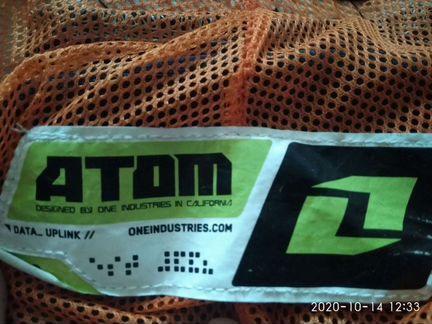 ATOM
DESIGNED BY ONE INDUSTRIES IN CALIFORNIA
DATA_ UPLINK //
ONEINDUSTRIES.COM
2020-10-14 12:33